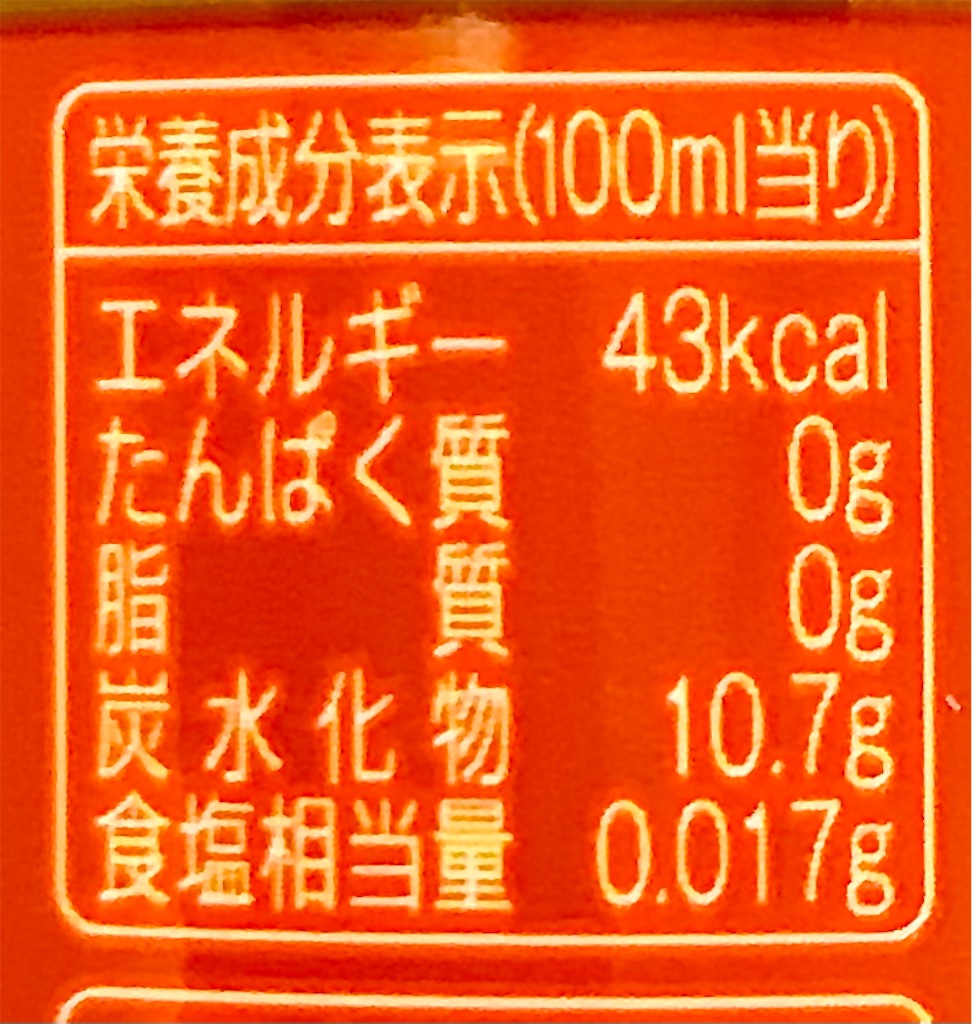 栄養成分表示(100ml当り)
エネルギー 43kcal
たんぱく質 0g
脂質 0g
炭水化物 10.7g
食塩相当量 0.017g